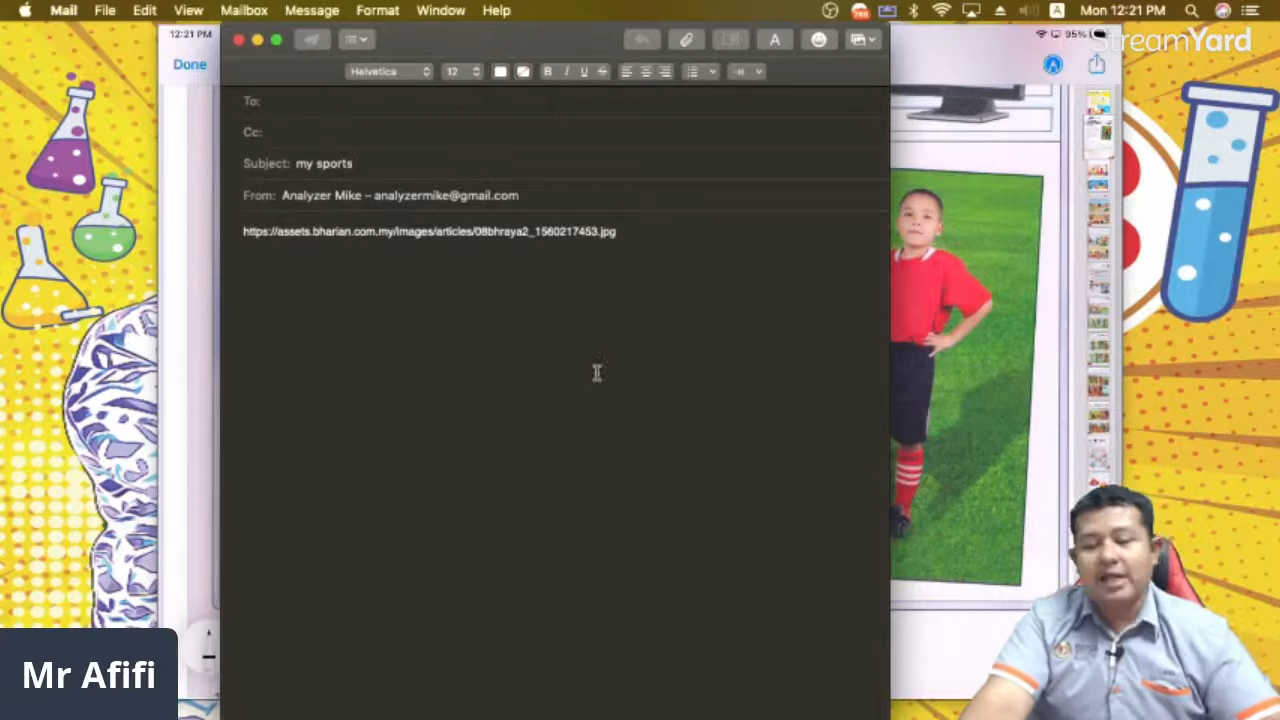 Mail File Edit View Mailbox Message Format Window Help
A Mon 12:21 PM
StreamYard
12:21 PM
95%
Done
Helvetica 12 B I U S
To:
Cc:
Subject: my sports
From: Analyzer Mike – analyzermike@gmail.com
https://assets.bharian.com.my/images/articles/08bhraya2_1560217453.jpg
Mr Afifi